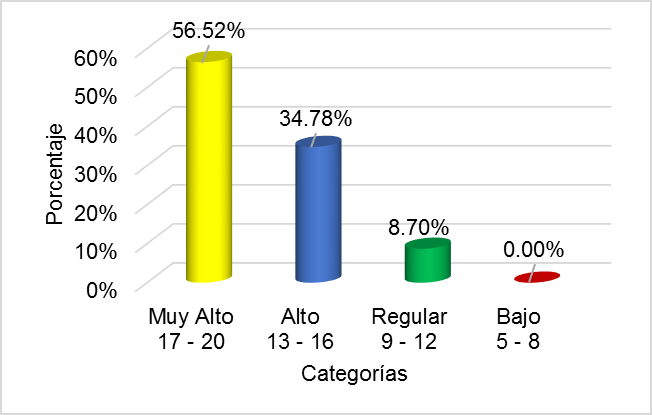 56.52%
34.78%
8.70%
0.00%
Porcentaje
60%
50%
40%
30%
20%
10%
0%
Muy Alto
17 - 20
Alto
13 - 16
Regular
9 - 12
Bajo
5 - 8
Categorías